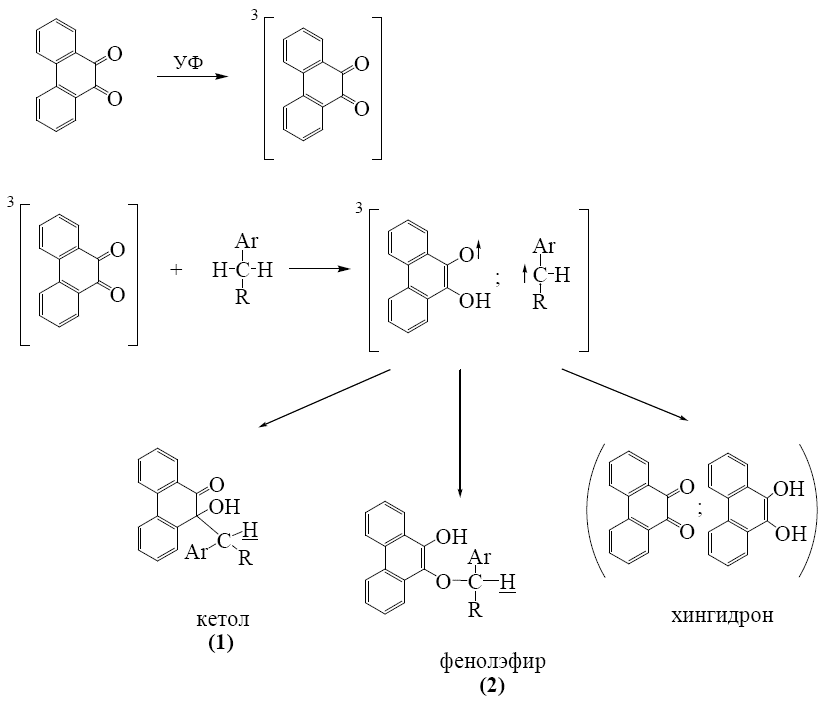 O
O
УФ
3
O
O
3
O
O
+
Ar
H-C-H
R
3
O
OH
;
Ar
C-H
R
O
OH
H
Ar C
R
кетол
(1)
OH
Ar
O C H
R
фенолэфир
(2)
O
O
;
OH
OH
хингидрон